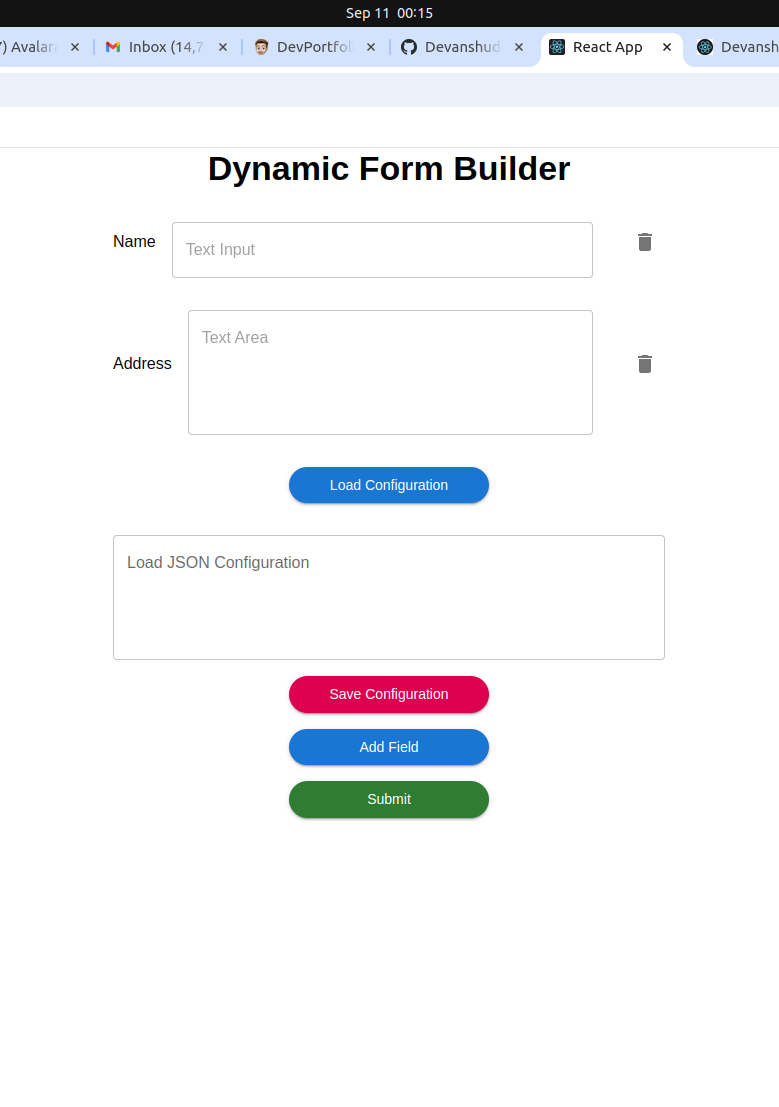 Sep 11 00:15
) Avalara Inbox (14,7 DevPortfol Devanshud React App Devansh
Dynamic Form Builder
Name
Text Input
Text Area
Address
Load Configuration
Load JSON Configuration
Save Configuration
Add Field
Submit